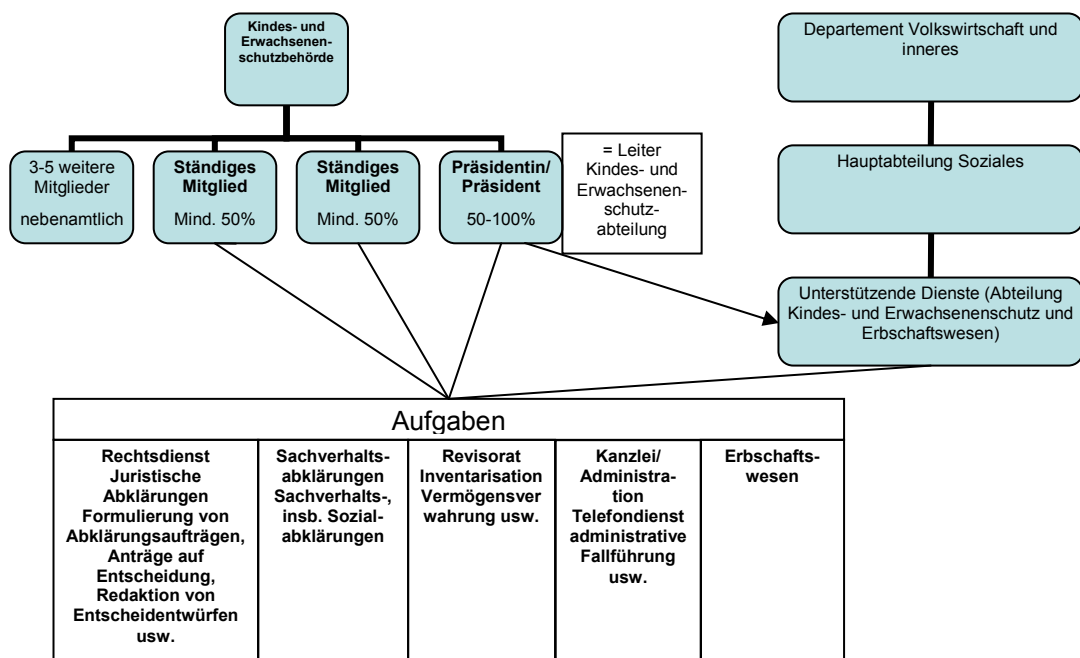 Kindes- und
Erwachsenen-
schutzbehörde
Departement Volkswirtschaft und
inneres
3-5 weitere
Mitglieder
nebenamtlich
Ständiges
Mitglied
Mind. 50%
Ständiges
Mitglied
Mind. 50%
Präsidentin/
Präsident
50-100%
= Leiter
Kindes- und
Erwachsenen-
schutz-
abteilung
Hauptabteilung Soziales
Unterstützende Dienste (Abteilung
Kindes- und Erwachsenenschutz und
Erbschaftswesen)
Aufgaben
Rechtsdienst
Juristische
Abklärungen
Formulierung von
Abklärungsaufträgen,
Anträge auf
Entscheidung,
Redaktion von
Entscheidentwürfen
usw.
Sachverhalts-
abklärungen
Sachverhalts-,
insb. Sozial-
abklärungen
Revisorat
Inventarisation
Vermögensver
wahrung usw.
Kanzlei/
Administra-
tion
Telefondienst
administrative
Fallführung
usw.
Erbschafts-
wesen